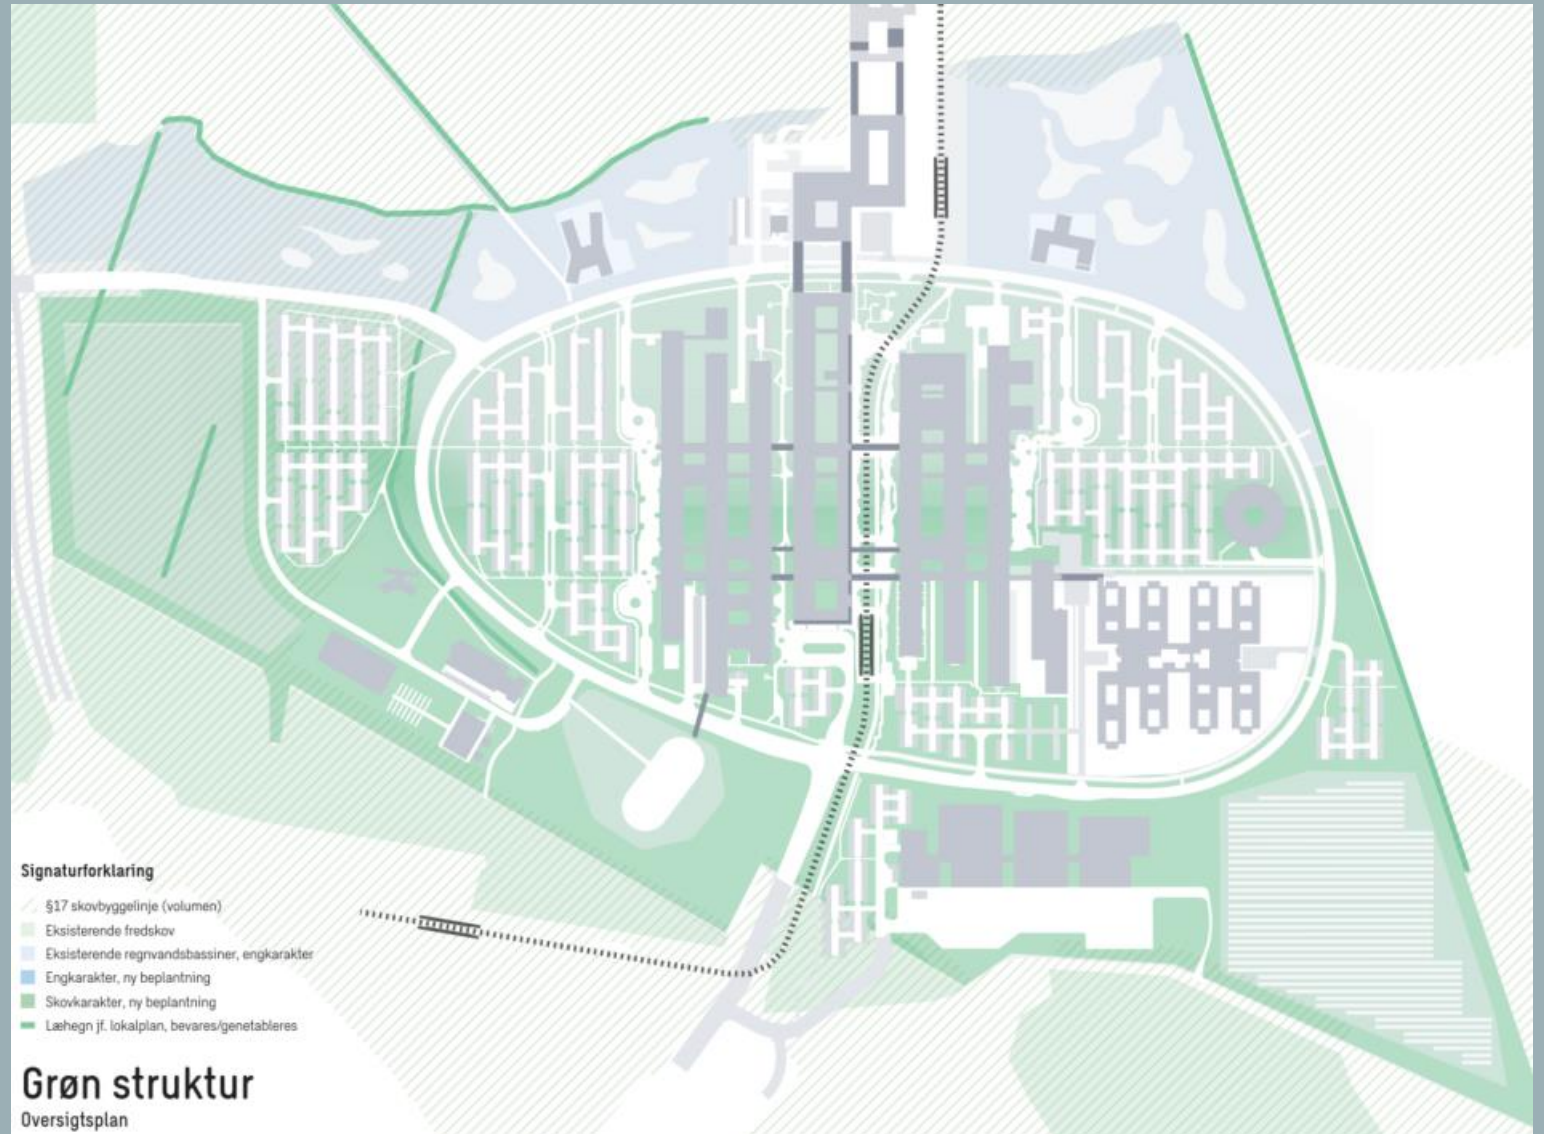 Signaturforklaring
§17 skovbyggelinje (volumen)
Eksisterende fredskov
Eksisterende regnvandsbassiner, engkarakter
Engkarakter, ny beplantning
Skovkarakter, ny beplantning
Læhegn jf. lokalplan, bevares/genetableres
Grøn struktur
Oversigtsplan